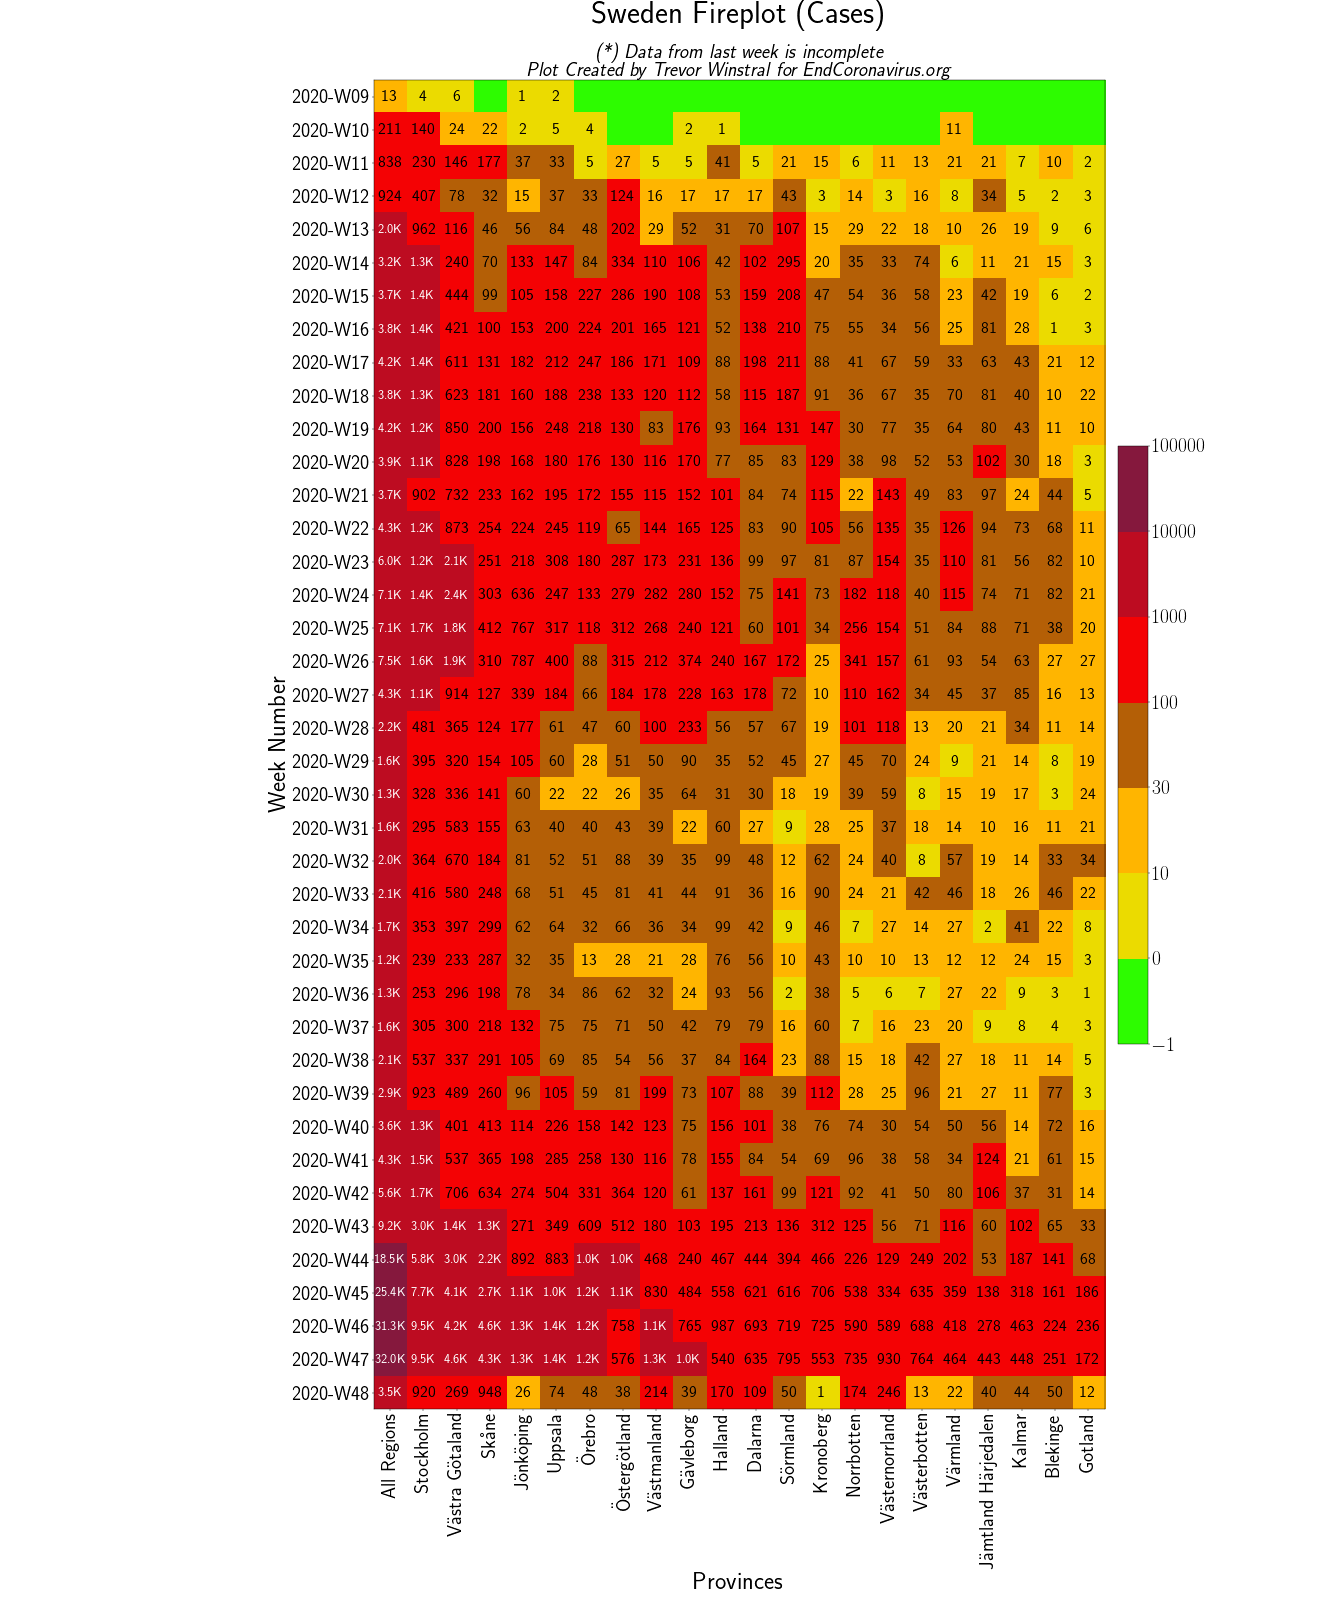 Sweden Fireplot (Cases)
(*) Data from last week is incomplete
Plot Created by Trevor Winstral for EndCoronavirus.org
2020-W09 13 4 6 1 2
2020-W10 211 140 24 22 2 5 4 2 1 11
2020-W11 838 230 146 177 37 33 5 27 5 5 41 5 21 15 6 11 13 21 21 7 10 2
2020-W12 924 407 78 32 15 37 33 124 16 17 17 17 43 3 14 3 16 8 34 5 2 3
2020-W13 2.0K 962 116 46 56 84 48 202 29 52 31 70 107 15 29 22 18 10 26 19 9 6
2020-W14 3.2K 1.3K 240 70 133 147 84 334 110 106 42 102 295 20 35 33 74 6 11 21 15 3
2020-W15 3.7K 1.4K 444 99 105 158 227 286 190 108 53 159 208 47 54 36 58 23 42 19 6 2
2020-W16 3.8K 1.4K 421 100 153 200 224 201 165 121 52 138 210 75 55 34 56 25 81 28 1 3
2020-W17 4.2K 1.4K 611 131 182 212 247 186 171 109 88 198 211 88 41 67 59 33 63 43 21 12
2020-W18 3.8K 1.3K 623 181 160 188 238 133 120 112 58 115 187 91 36 67 35 70 81 40 10 22
2020-W19 4.2K 1.2K 850 200 156 248 218 130 83 176 93 164 131 147 30 77 35 64 80 43 11 10
2020-W20 3.9K 1.1K 828 198 168 180 176 130 116 170 77 85 83 129 38 98 52 53 102 30 18 3
2020-W21 3.7K 902 732 233 162 195 172 155 115 152 101 84 74 115 22 143 49 83 97 24 44 5
2020-W22 4.3K 1.2K 873 254 224 245 119 65 144 165 125 83 90 105 56 135 35 126 94 73 68 11
2020-W23 6.0K 1.2K 2.1K 251 218 308 180 287 173 231 136 99 97 81 87 154 35 110 81 56 82 10
2020-W24 7.1K 1.4K 2.4K 303 636 247 133 279 282 280 152 75 141 73 182 118 40 115 74 71 82 21
2020-W25 7.1K 1.7K 1.8K 412 767 317 118 312 268 240 121 60 101 34 256 154 51 84 88 71 38 20
2020-W26 7.5K 1.6K 1.9K 310 787 400 88 315 212 374 240 167 172 25 341 157 61 93 54 63 27 27
2020-W27 4.3K 1.1K 914 127 339 184 66 184 178 228 163 178 72 10 110 162 34 45 37 85 16 13
2020-W28 2.2K 481 365 124 177 61 47 60 100 233 56 57 67 19 101 118 13 20 21 34 11 14
2020-W29 1.6K 395 320 154 105 60 28 51 50 90 35 52 45 27 45 70 24 9 21 14 8 19
2020-W30 1.3K 328 336 141 60 22 22 26 35 64 31 30 18 19 39 59 8 15 19 17 3 24
2020-W31 1.6K 295 583 155 63 40 40 43 39 22 60 27 9 28 25 37 18 14 10 16 11 21
2020-W32 2.0K 364 670 184 81 52 51 88 39 35 99 48 12 62 24 40 8 57 19 14 33 34
2020-W33 2.1K 416 580 248 68 51 45 81 41 44 91 36 16 90 24 21 42 46 18 26 46 22
2020-W34 1.7K 353 397 299 62 64 32 66 36 34 99 42 9 46 7 27 14 27 2 41 22 8
2020-W35 1.2K 239 233 287 32 35 13 28 21 28 76 56 10 43 10 10 13 12 12 24 15 3
2020-W36 1.3K 253 296 198 78 34 86 62 32 24 93 56 2 38 5 6 7 27 22 9 3 1
2020-W37 1.6K 305 300 218 132 75 75 71 50 42 79 79 16 60 7 16 23 20 9 8 4 3
2020-W38 2.1K 537 337 291 105 69 85 54 56 37 84 164 23 88 15 18 42 27 18 11 14 5
2020-W39 2.9K 923 489 260 96 105 59 81 199 73 107 88 39 112 28 25 96 21 27 11 77 3
2020-W40 3.6K 1.3K 401 413 114 226 158 142 123 75 156 101 38 76 74 30 54 50 56 14 72 16
2020-W41 4.3K 1.5K 537 365 198 285 258 130 116 78 155 84 54 69 96 38 58 34 124 21 61 15
2020-W42 5.6K 1.7K 706 634 274 504 331 364 120 61 137 161 99 121 92 41 50 80 106 37 31 14
2020-W43 9.2K 3.0K 1.4K 1.3K 271 349 609 512 180 103 195 213 136 312 125 56 71 116 60 102 65 33
2020-W44 18.5K 5.8K 3.0K 2.2K 892 883 1.0K 1.0K 468 240 467 444 394 466 226 129 249 202 53 187 141 68
2020-W45 25.4K 7.7K 4.1K 2.7K 1.1K 1.0K 1.2K 1.1K 830 484 558 621 616 706 538 334 635 359 138 318 161 186
2020-W46 31.3K 9.5K 4.2K 4.6K 1.3K 1.4K 1.2K 758 1.1K 765 987 693 719 725 590 589 688 418 278 463 224 236
2020-W47 32.0K 9.5K 4.6K 4.3K 1.3K 1.4K 1.2K 576 1.3K 1.0K 540 635 795 553 735 930 764 464 443 448 251 172
2020-W48 3.5K 920 269 948 26 74 48 38 214 39 170 109 50 1 174 246 13 22 40 44 50 12
Week Number
All Regions
Stockholm
Västra Götaland
Skåne
Jönköping
Uppsala
Örebro
Östergötland
Västmanland
Gävleborg
Halland
Dalarna
Sörmland
Kronoberg
Norrbotten
Västernorrland
Västerbotten
Värmland
Jämtland Härjedalen
Kalmar
Blekinge
Gotland
Provinces
100000
10000
1000
100
30
10
0
−1